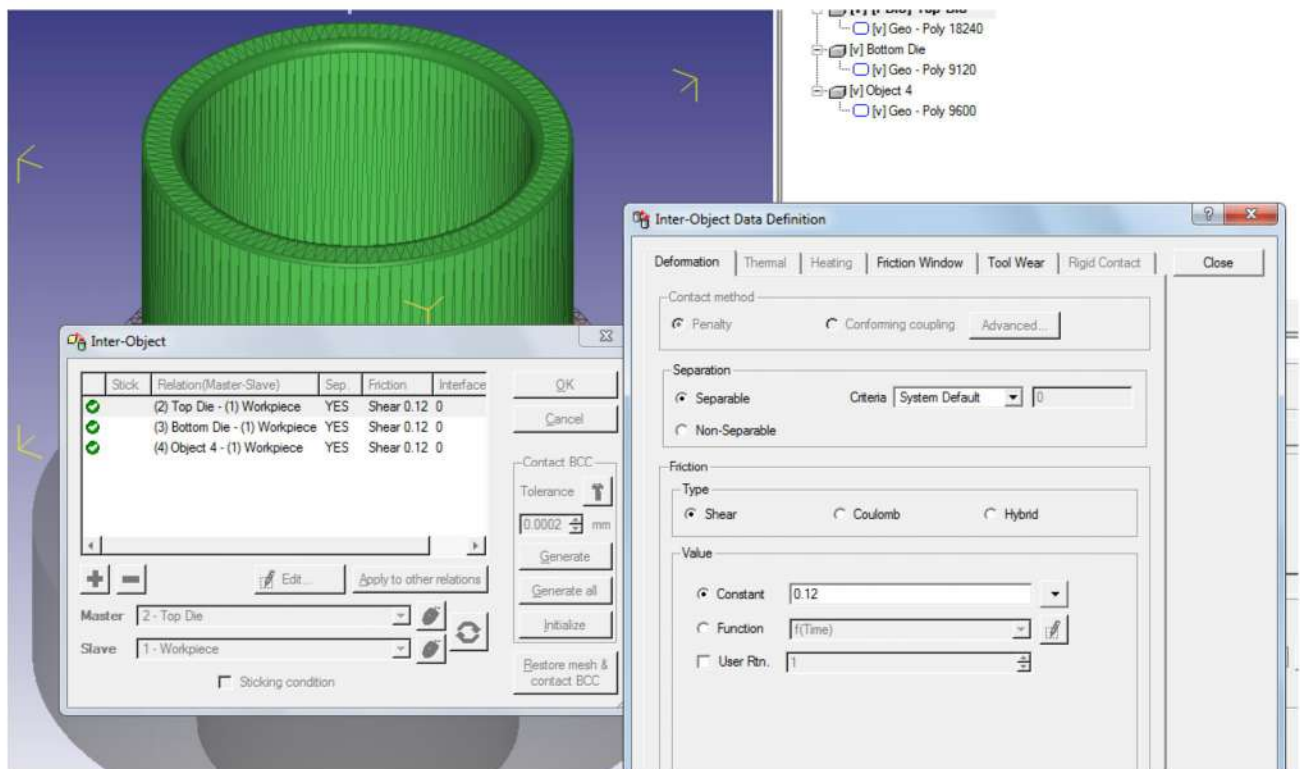 [v] [P.Die] Top Die
[v] Geo - Poly 18240
[v] Bottom Die
[v] Geo - Poly 9120
[v] Object 4
[v] Geo - Poly 9600
Inter-Object
Stick Relation(Master-Slave) Sep. Friction Interface
(2) Top Die - (1) Workpiece YES Shear 0.12 0
(3) Bottom Die - (1) Workpiece YES Shear 0.12 0
(4) Object 4 - (1) Workpiece YES Shear 0.12 0
Edit... Apply to other relations
Master 2 - Top Die
Slave 1 - Workpiece
Sticking condition
OK
Cancel
Contact BCC
Tolerance
0.0002 mm
Generate
Generate all
Initialize
Restore mesh &
contact BCC
Inter-Object Data Definition
Deformation Thermal Heating Friction Window Tool Wear Rigid Contact Close
Contact method
Penalty Conforming coupling Advanced...
Separation
Separable Criteria System Default 0
Non-Separable
Friction
Type
Shear Coulomb Hybrid
Value
Constant 0.12
Function f(Time)
User Rtn. 1